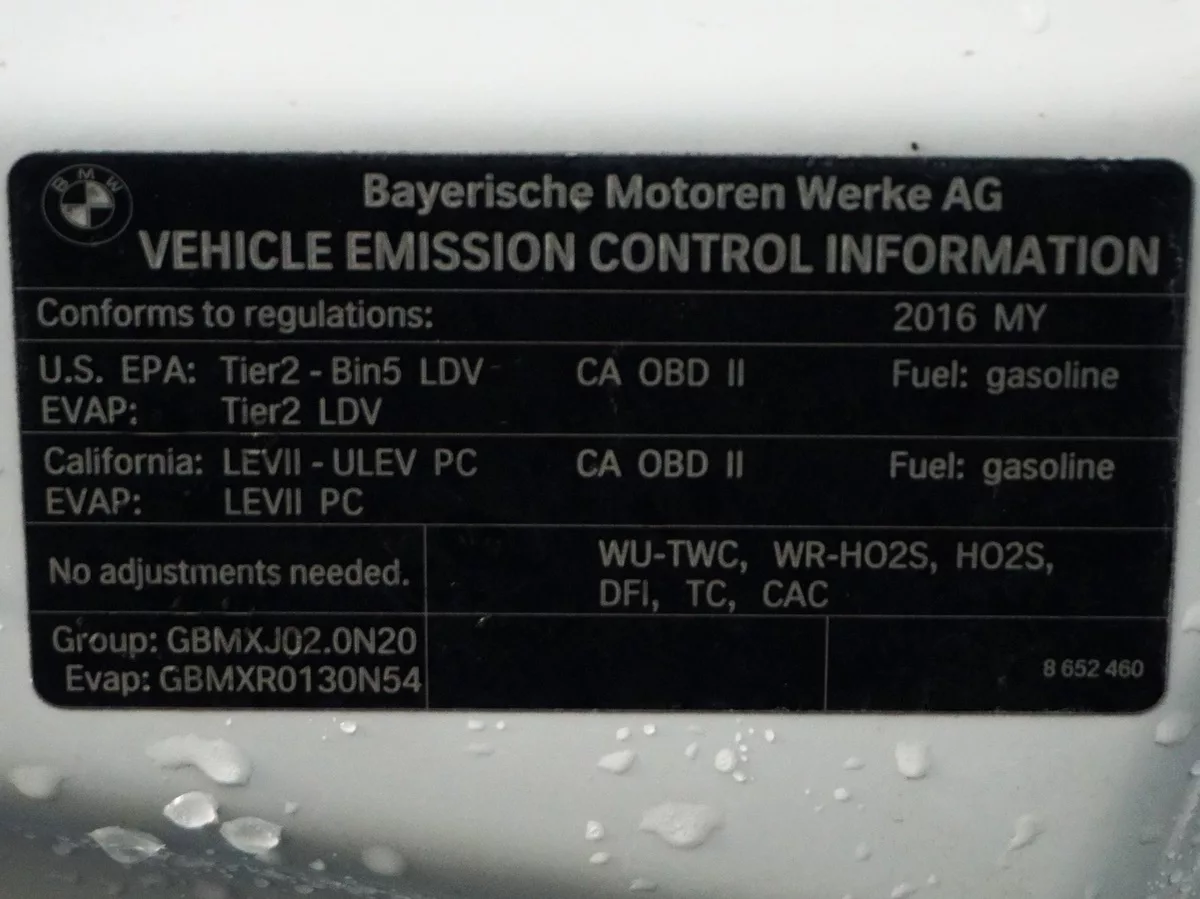 BMW
Bayerische Motoren Werke AG
VEHICLE EMISSION CONTROL INFORMATION
Conforms to regulations: 2016 MY
U.S. EPA: Tier2 - Bin5 LDV CA OBD II Fuel: gasoline
EVAP: Tier2 LDV
California: LEVII - ULEV PC CA OBD II Fuel: gasoline
EVAP: LEVII PC
No adjustments needed.
WU-TWC, WR-HO2S, HO2S,
DFI, TC, CAC
Group: GBMXJ02.0N20
Evap: GBMXR0130N54
8 652 460